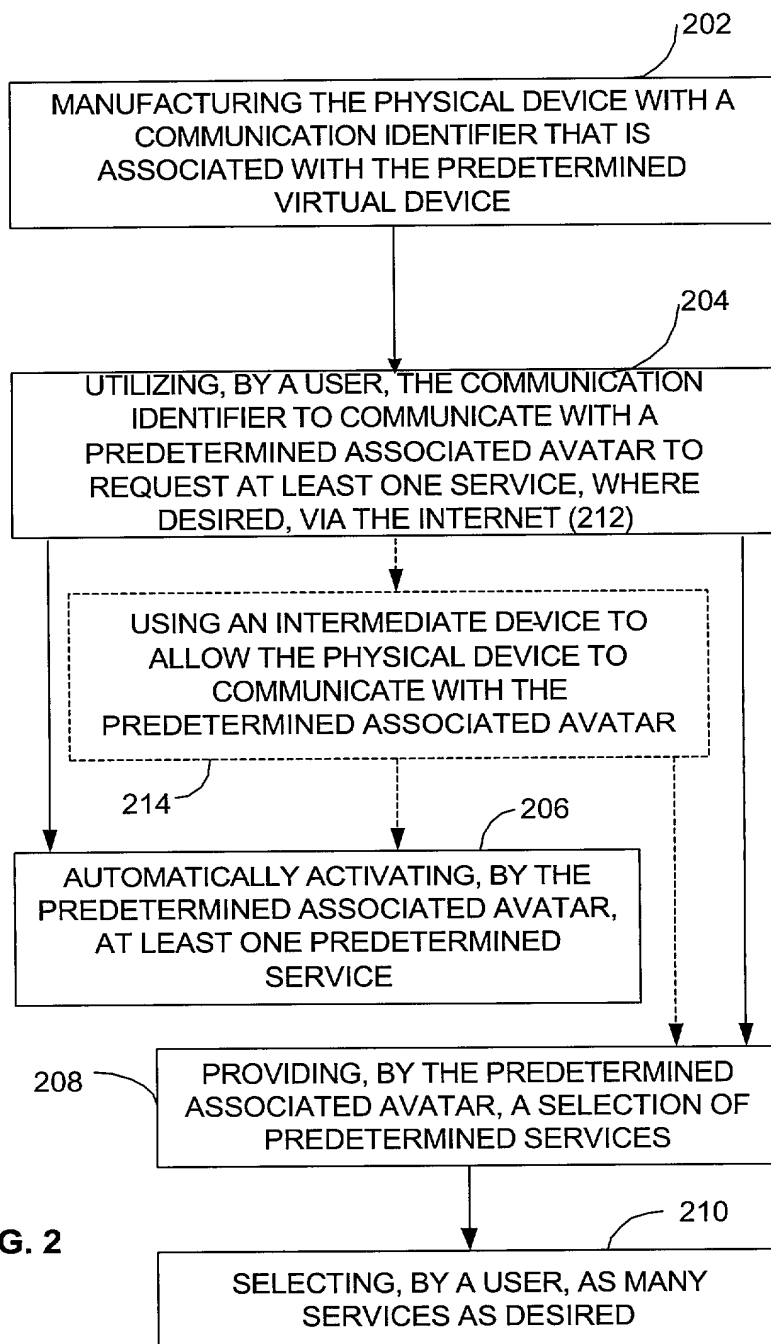 202
MANUFACTURING THE PHYSICAL DEVICE WITH A
COMMUNICATION IDENTIFIER THAT IS
ASSOCIATED WITH THE PREDETERMINED
VIRTUAL DEVICE
204
UTILIZING, BY A USER, THE COMMUNICATION
IDENTIFIER TO COMMUNICATE WITH A
PREDETERMINED ASSOCIATED AVATAR TO
REQUEST AT LEAST ONE SERVICE, WHERE
DESIRED, VIA THE INTERNET (212)
USING AN INTERMEDIATE DEVICE TO
ALLOW THE PHYSICAL DEVICE TO
COMMUNICATE WITH THE
PREDETERMINED ASSOCIATED AVATAR
214
206
AUTOMATICALLY ACTIVATING, BY THE
PREDETERMINED ASSOCIATED AVATAR,
AT LEAST ONE PREDETERMINED
SERVICE
208
PROVIDING, BY THE PREDETERMINED
ASSOCIATED AVATAR, A SELECTION OF
PREDETERMINED SERVICES
G. 2
210
SELECTING, BY A USER, AS MANY
SERVICES AS DESIRED